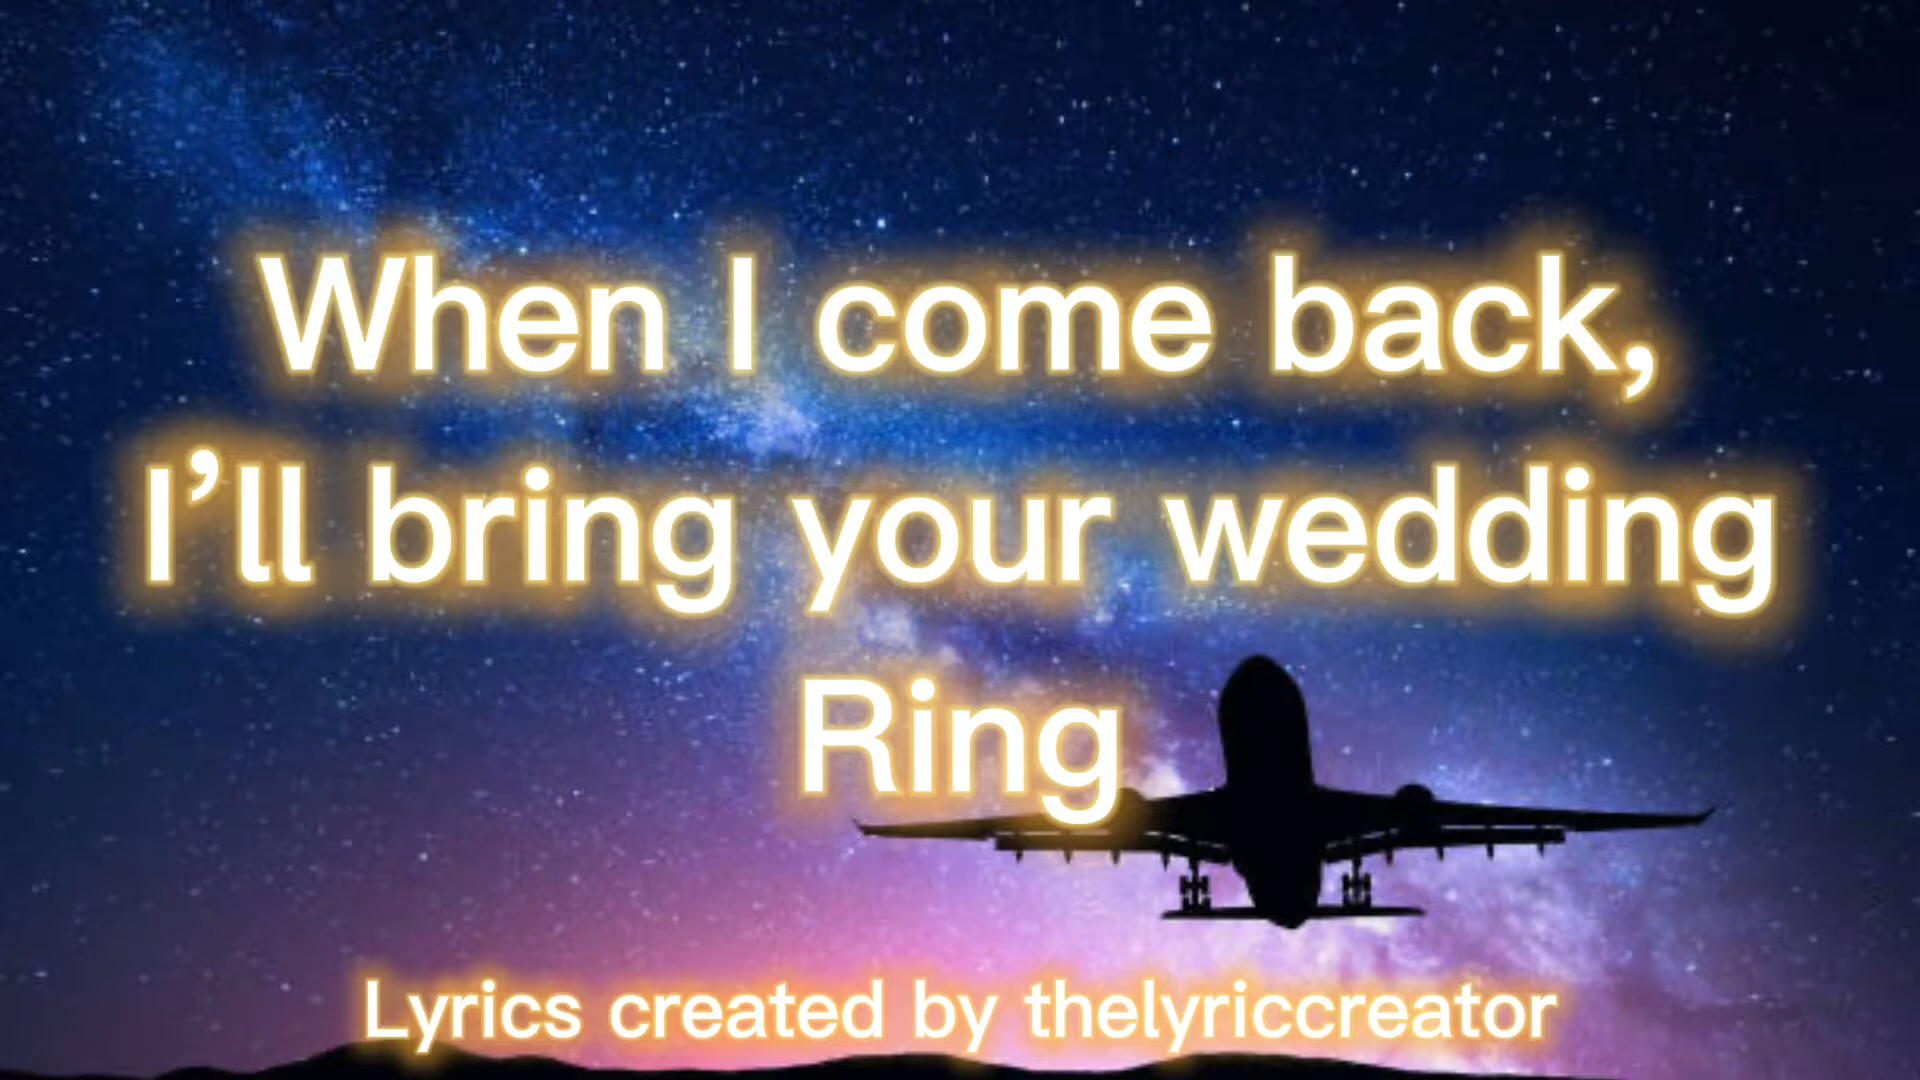 When I come back,
I’ll bring your wedding
Ring
Lyrics created by thelyriccreator